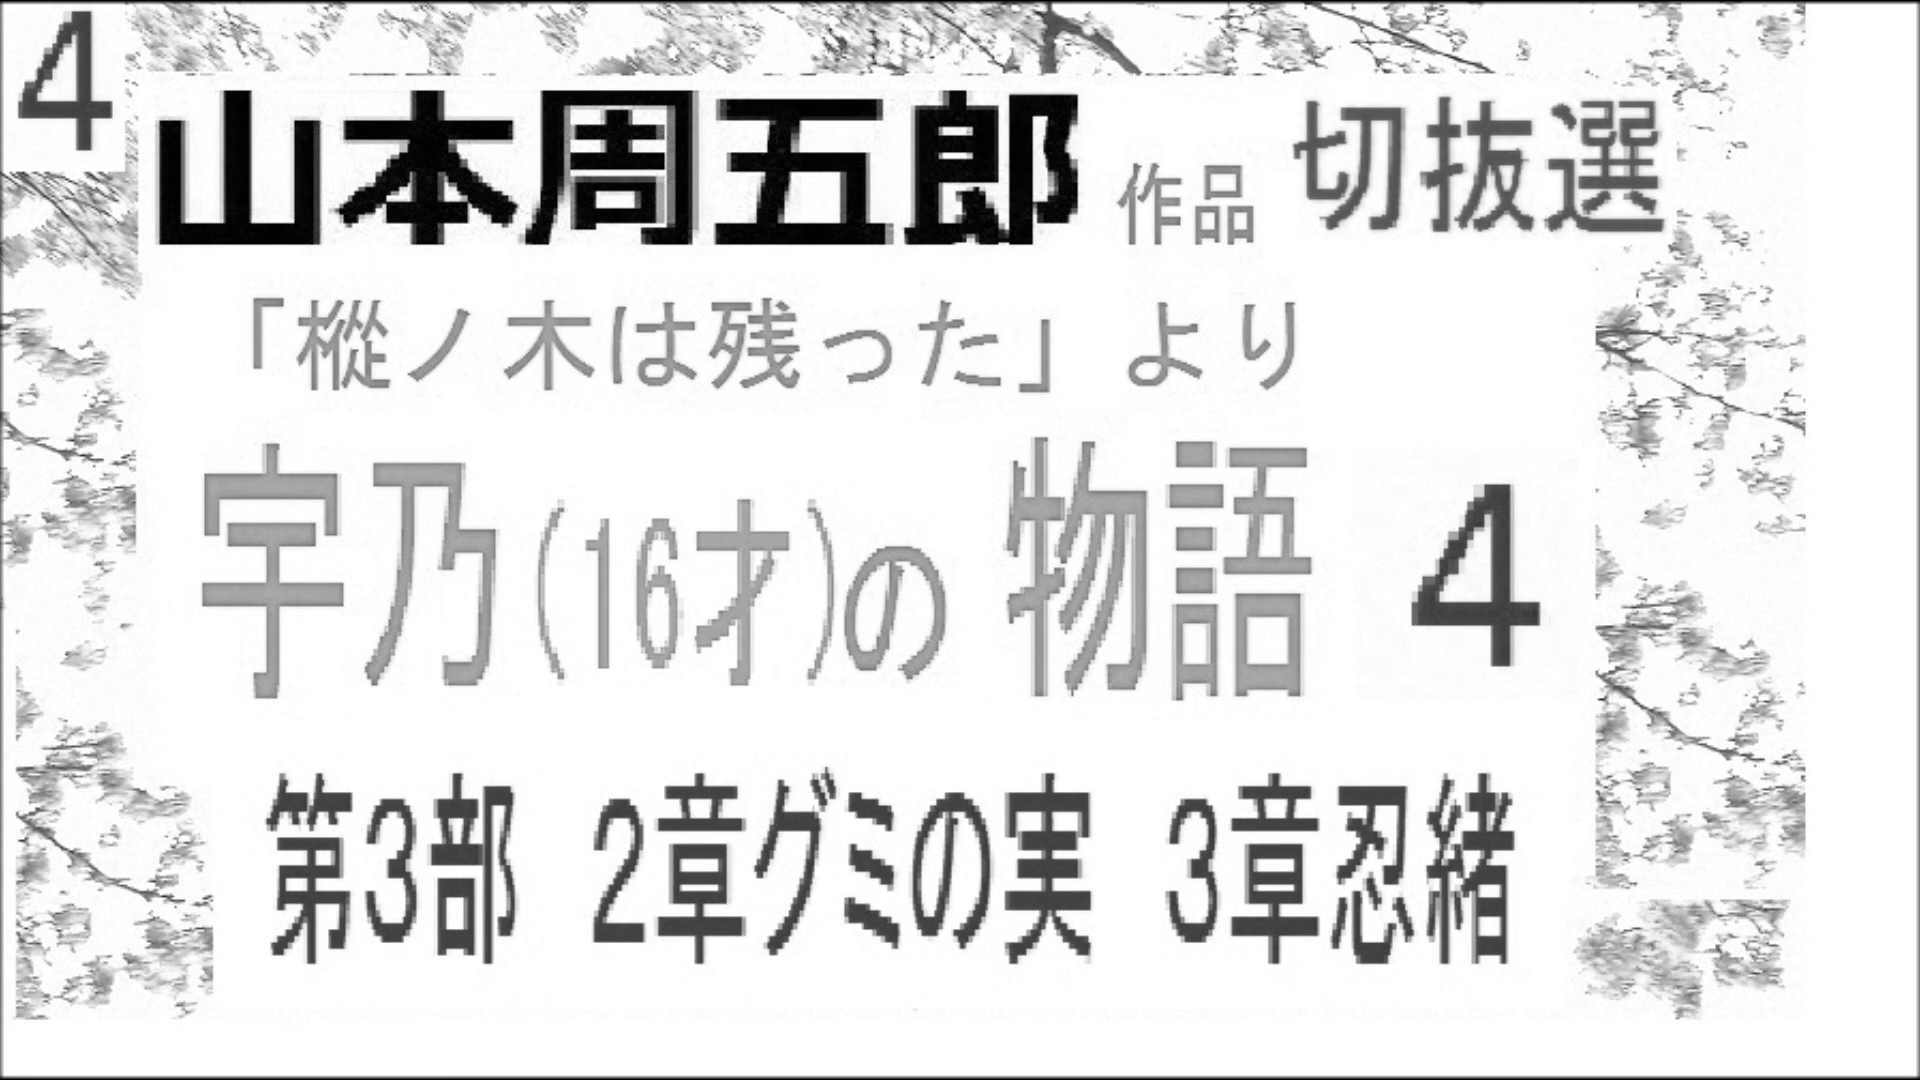 4
山本周五郎 作品 切抜選
「樅ノ木は残った」より
宇乃(16才)の 物語 4
第3部 2章グミの実 3章忍緒